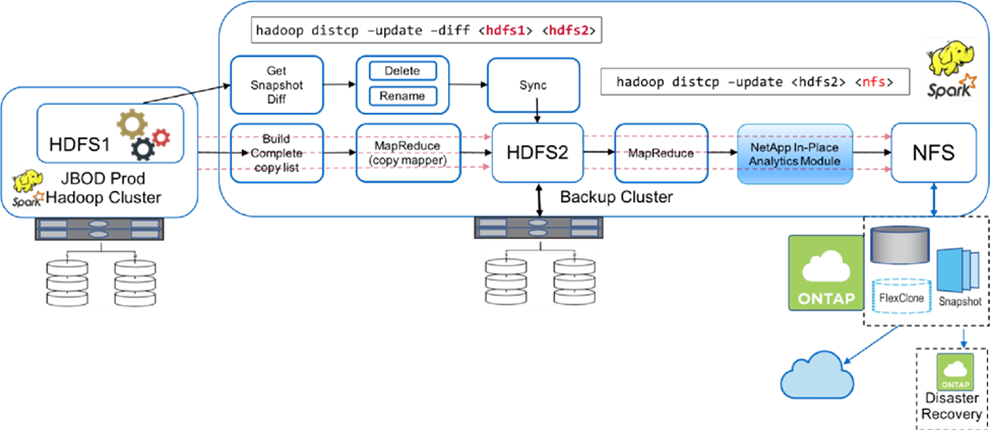 hadoop distcp –update –diff <hdfs1> <hdfs2>
hadoop distcp –update <hdfs2> <nfs>
Spark
Get
Snapshot
Diff
Delete
Rename
Sync
HDFS1
Build
Complete
copy list
MapReduce
(copy mapper)
HDFS2
MapReduce
NetApp In-Place
Analytics Module
NFS
JBOD Prod
Hadoop Cluster
Spark
Backup Cluster
ONTAP
FlexClone
Snapshot
ONTAP
Disaster
Recovery